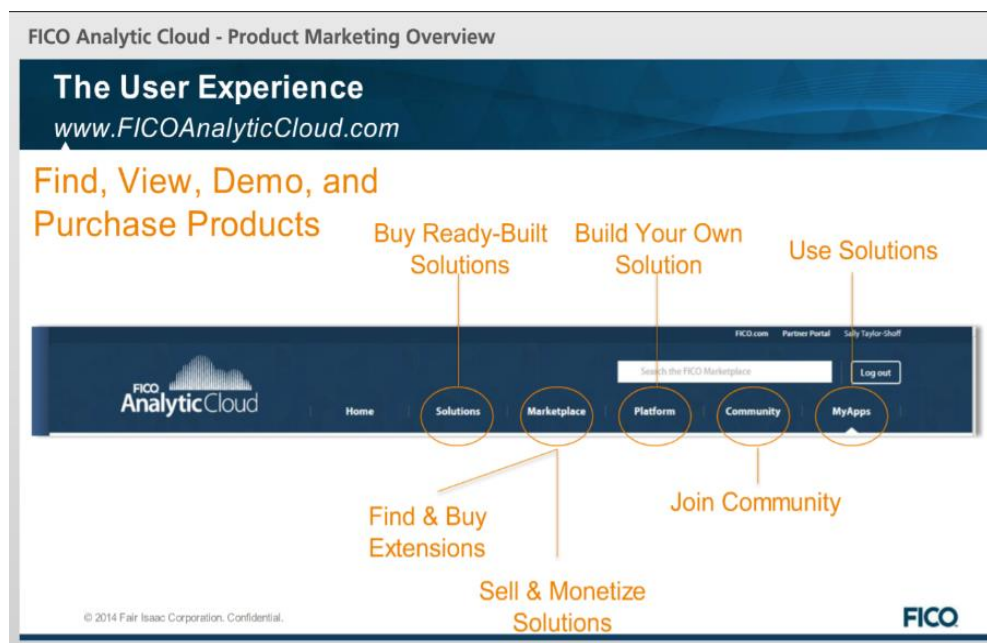 FICO Analytic Cloud - Product Marketing Overview
The User Experience
www.FICOAnalyticCloud.com
Find, View, Demo, and
Purchase Products
Buy Ready-Built
Solutions
Build Your Own
Solution
Use Solutions
FICO.com Partner Portal Sally Taylor-Shoff
Search the FICO Marketplace
Log out
FICO
AnalyticCloud
Home Solutions Marketplace Platform Community MyApps
Find & Buy
Extensions
Join Community
Sell & Monetize
Solutions
© 2014 Fair Isaac Corporation. Confidential.
FICO